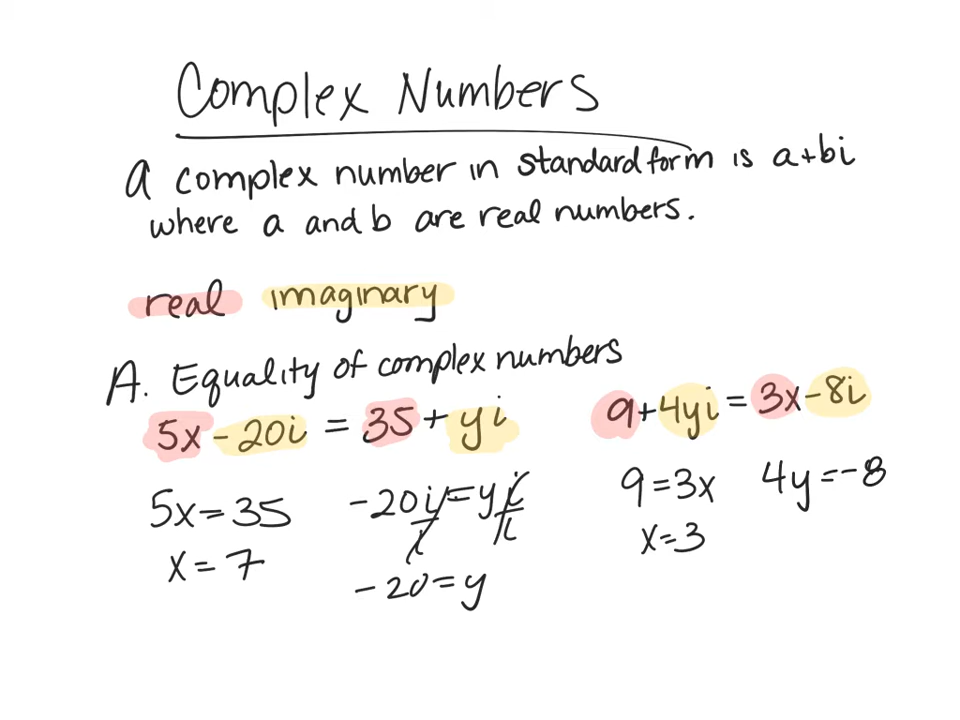 Complex Numbers
A complex number in standard form is a+bi
where a and b are real numbers.
real imaginary
A. Equality of complex numbers
5x - 20i = 35 + yi
9+4yi = 3x-8i
5x=35
x = 7
-20i=yi
i i
-20=y
9=3x
x=3
4y=-8